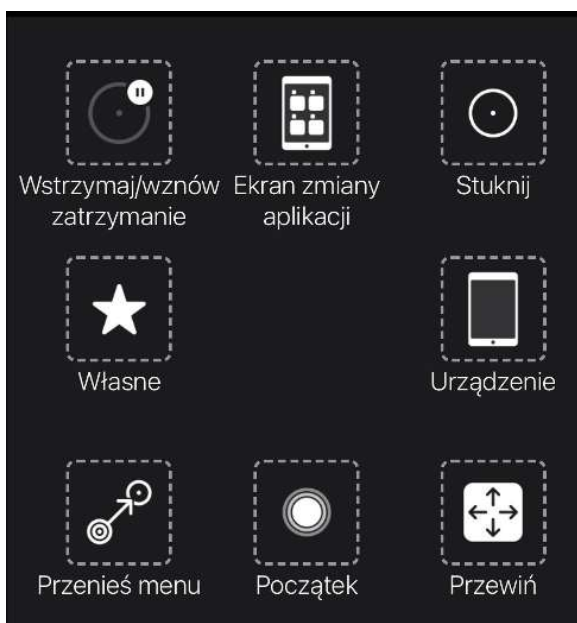 Wstrzymaj/wznów zatrzymanie
Ekran zmiany aplikacji
Stuknij
Własne
Urządzenie
Przenieś menu
Początek
Przewiń